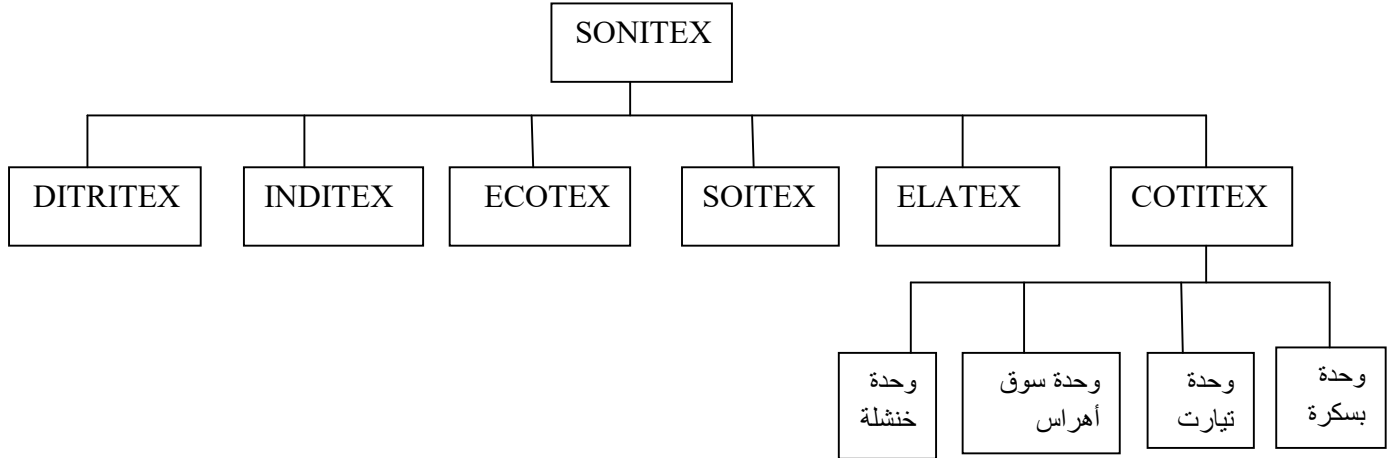 SONITEX
DITRITEX
INDITEX
ECOTEX
SOITEX
ELATEX
COTITEX
وحدة
بسكرة
وحدة
تيارت
وحدة سوق
أهراس
وحدة
خنشلة